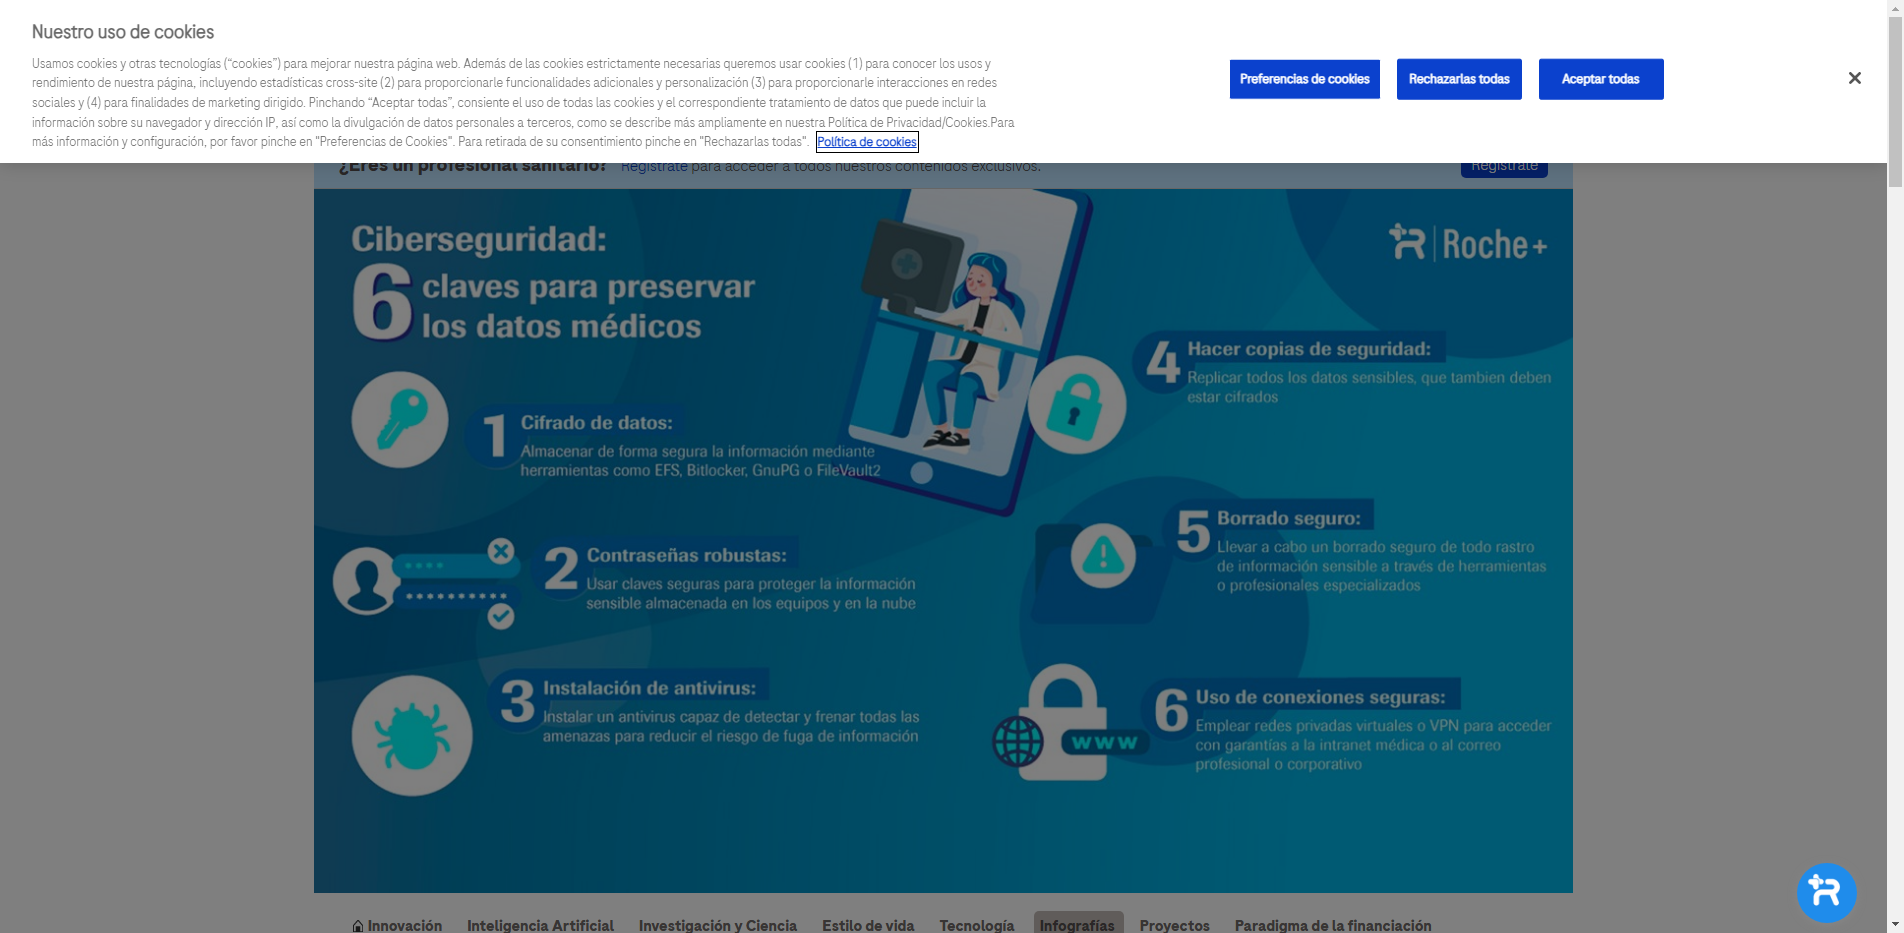 Nuestro uso de cookies
Usamos cookies y otras tecnologías (“cookies”) para mejorar nuestra página web. Además de las cookies estrictamente necesarias queremos usar cookies (1) para conocer los usos y
rendimiento de nuestra página, incluyendo estadísticas cross-site (2) para proporcionarle funcionalidades adicionales y personalización (3) para proporcionarle interacciones en redes
sociales y (4) para finalidades de marketing dirigido. Pinchando “Aceptar todas”, consiente el uso de todas las cookies y el correspondiente tratamiento de datos que puede incluir la
información sobre su navegador y dirección IP, así como la divulgación de datos personales a terceros, como se describe más ampliamente en nuestra Política de Privacidad/Cookies.Para
más información y configuración, por favor pinche en "Preferencias de Cookies". Para retirada de su consentimiento pinche en "Rechazarlas todas". Política de cookies
Preferencias de cookies
Rechazarlas todas
Aceptar todas
¿Eres un profesional sanitario? Regístrate para acceder a todos nuestros contenidos exclusivos.
Regístrate
Ciberseguridad:
6 claves para preservar
los datos médicos
Roche+
1 Cifrado de datos:
Almacenar de forma segura la información mediante
herramientas como EFS, Bitlocker, GnuPG o FileVault2
2 Contraseñas robustas:
Usar claves seguras para proteger la información
sensible almacenada en los equipos y en la nube
3 Instalación de antivirus:
Instalar un antivirus capaz de detectar y frenar todas las
amenazas para reducir el riesgo de fuga de información
4 Hacer copias de seguridad:
Replicar todos los datos sensibles, que tambien deben
estar cifrados
5 Borrado seguro:
Llevar a cabo un borrado seguro de todo rastro
de información sensible a través de herramientas
o profesionales especializados
www
6 Uso de conexiones seguras:
Emplear redes privadas virtuales o VPN para acceder
con garantías a la intranet médica o al correo
profesional o corporativo
Innovación Inteligencia Artificial Investigación y Ciencia Estilo de vida Tecnología Infografías Proyectos Paradigma de la financiación